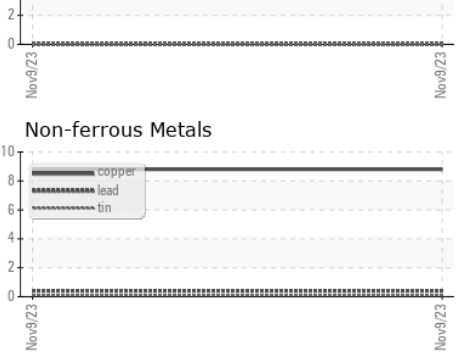 2
0
Nov9/23
Nov9/23
Non-ferrous Metals
10
copper
8
lead
6
tin
4
2
0
Nov9/23
Nov9/23